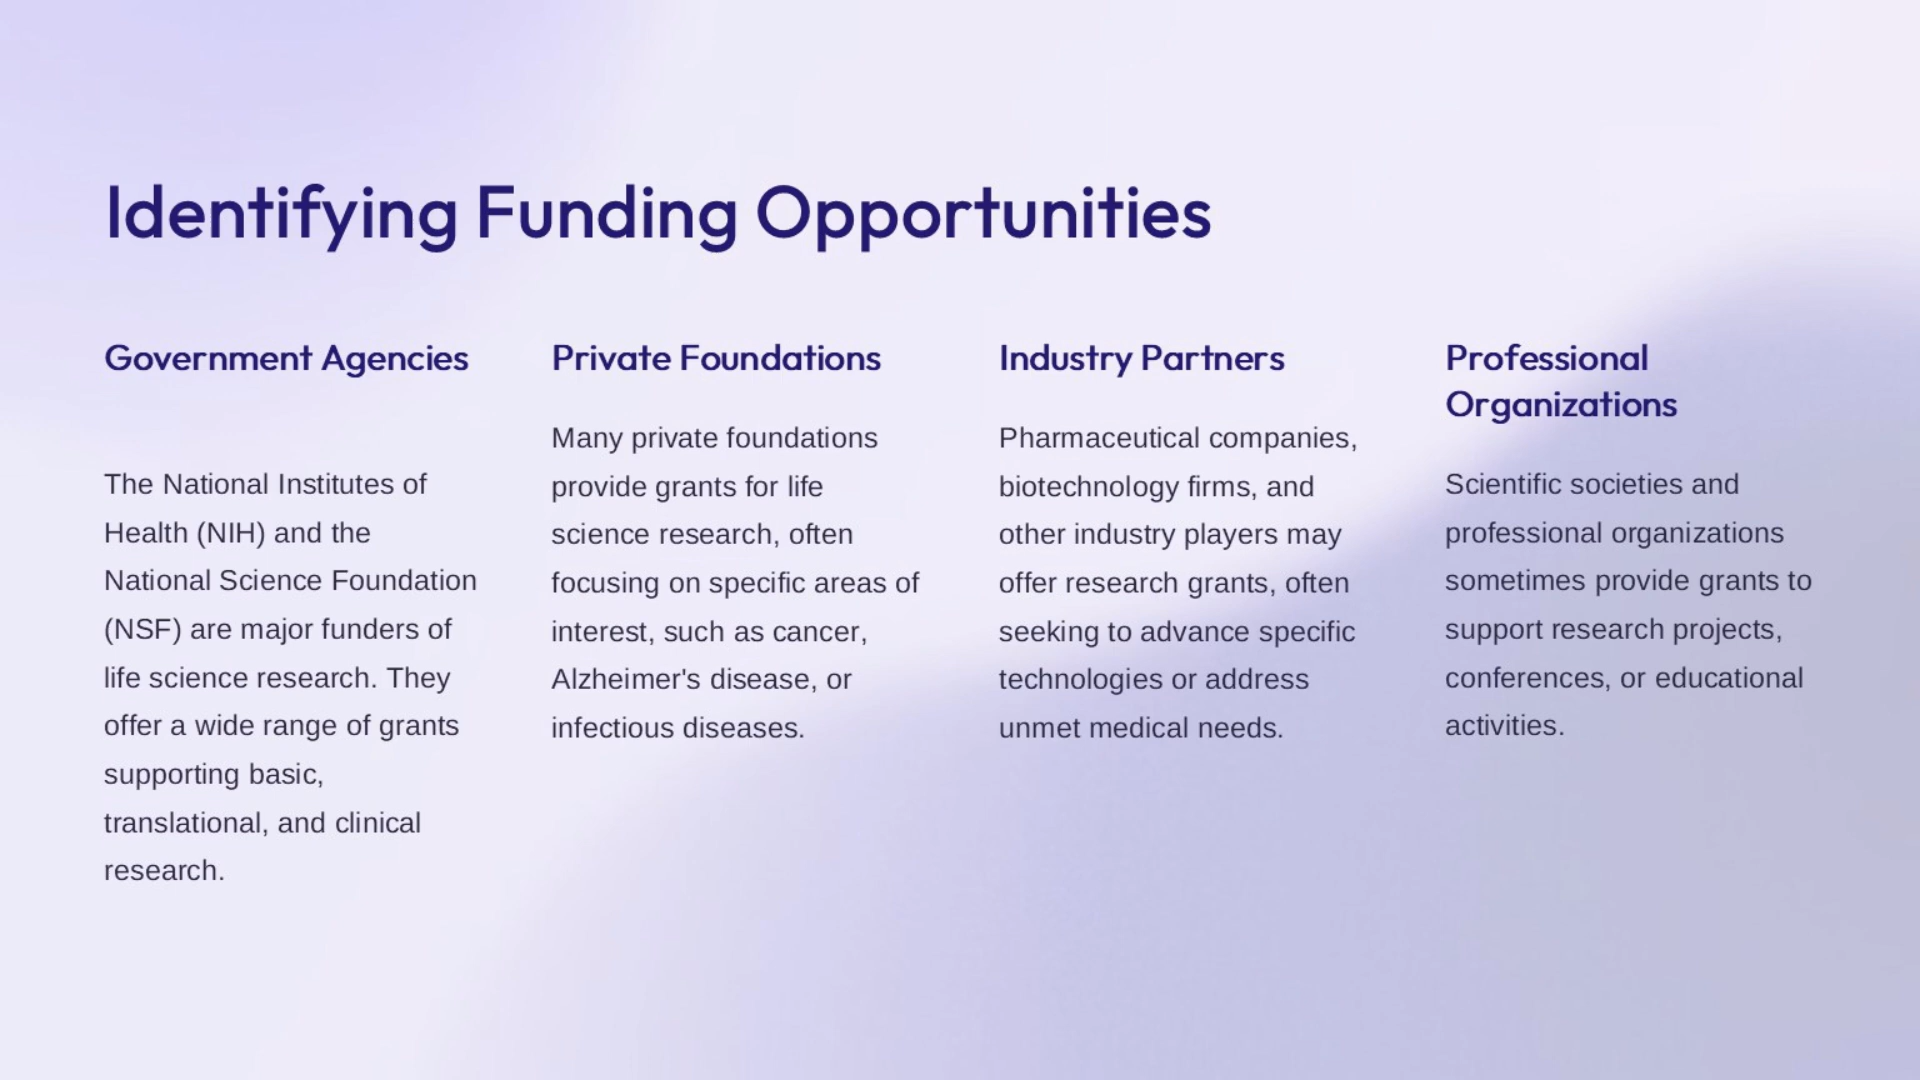 Identifying Funding Opportunities
Government Agencies
The National Institutes of
Health (NIH) and the
National Science Foundation
(NSF) are major funders of
life science research. They
offer a wide range of grants
supporting basic,
translational, and clinical
research.
Private Foundations
Many private foundations
provide grants for life
science research, often
focusing on specific areas of
interest, such as cancer,
Alzheimer's disease, or
infectious diseases.
Industry Partners
Pharmaceutical companies,
biotechnology firms, and
other industry players may
offer research grants, often
seeking to advance specific
technologies or address
unmet medical needs.
Professional
Organizations
Scientific societies and
professional organizations
sometimes provide grants to
support research projects,
conferences, or educational
activities.